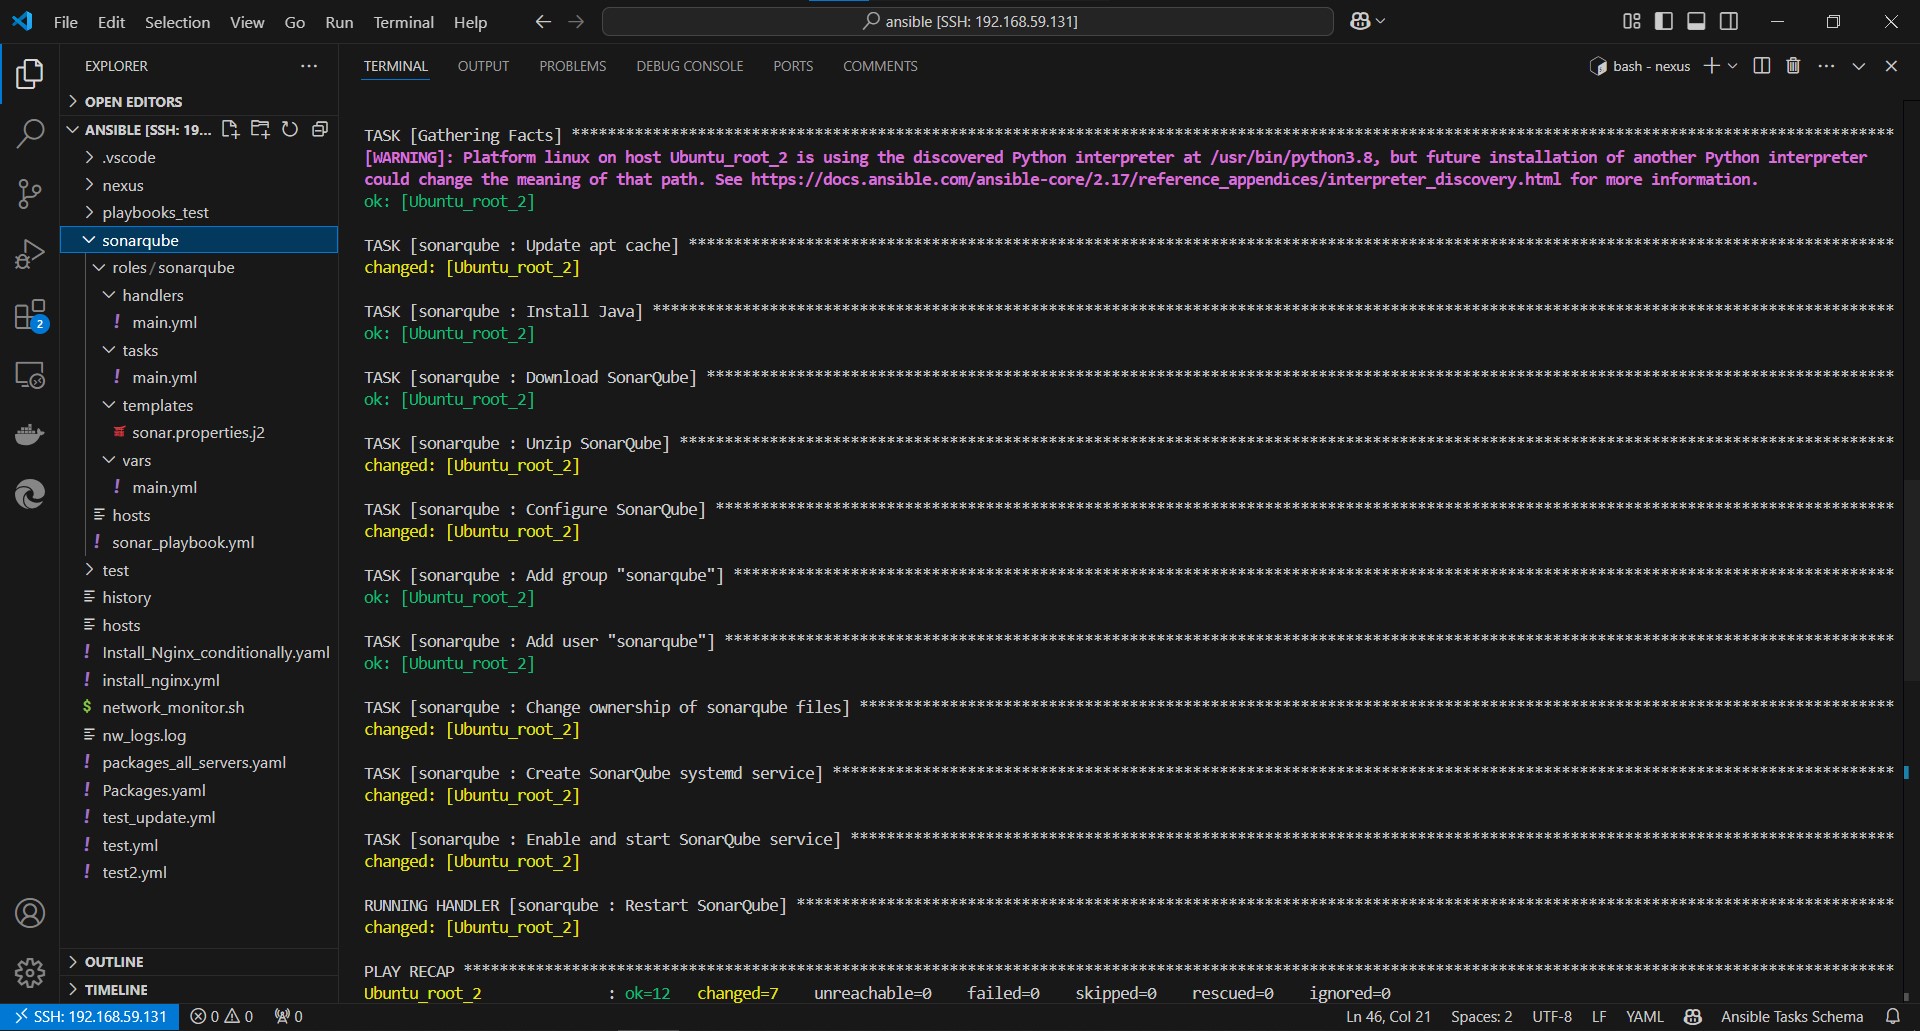 File Edit Selection View Go Run Terminal Help
ansible [SSH: 192.168.59.131]
EXPLORER
OPEN EDITORS
ANSIBLE [SSH: 19...
.vscode
nexus
playbooks_test
sonarqube
roles/sonarqube
handlers
main.yml
tasks
main.yml
templates
sonar.properties.j2
vars
main.yml
hosts
sonar_playbook.yml
test
history
hosts
Install_Nginx_conditionally.yaml
install_nginx.yml
network_monitor.sh
nw_logs.log
packages_all_servers.yaml
Packages.yaml
test_update.yml
test.yml
test2.yml
OUTLINE
TIMELINE
2
TERMINAL OUTPUT PROBLEMS DEBUG CONSOLE PORTS COMMENTS
bash - nexus
TASK [Gathering Facts] ****
[WARNING]: Platform linux on host Ubuntu_root_2 is using the discovered Python interpreter at /usr/bin/python3.8, but future installation of another Python interpreter
could change the meaning of that path. See https://docs.ansible.com/ansible-core/2.17/reference_appendices/interpreter_discovery.html for more information.
ok: [Ubuntu_root_2]
TASK [sonarqube : Update apt cache] ****
changed: [Ubuntu_root_2]
TASK [sonarqube : Install Java] ****
ok: [Ubuntu_root_2]
TASK [sonarqube : Download SonarQube] ****
ok: [Ubuntu_root_2]
TASK [sonarqube : Unzip SonarQube] ****
changed: [Ubuntu_root_2]
TASK [sonarqube : Configure SonarQube] ****
changed: [Ubuntu_root_2]
TASK [sonarqube : Add group "sonarqube"] ****
ok: [Ubuntu_root_2]
TASK [sonarqube : Add user "sonarqube"] ****
ok: [Ubuntu_root_2]
TASK [sonarqube : Change ownership of sonarqube files] ****
changed: [Ubuntu_root_2]
TASK [sonarqube : Create SonarQube systemd service] ****
changed: [Ubuntu_root_2]
TASK [sonarqube : Enable and start SonarQube service] ****
changed: [Ubuntu_root_2]
RUNNING HANDLER [sonarqube : Restart SonarQube] ****
changed: [Ubuntu_root_2]
PLAY RECAP ****
Ubuntu_root_2 : ok=12 changed=7 unreachable=0 failed=0 skipped=0 rescued=0 ignored=0
SSH: 192.168.59.131 0 0 0 Ln 46, Col 21 Spaces: 2 UTF-8 LF YAML Ansible Tasks Schema